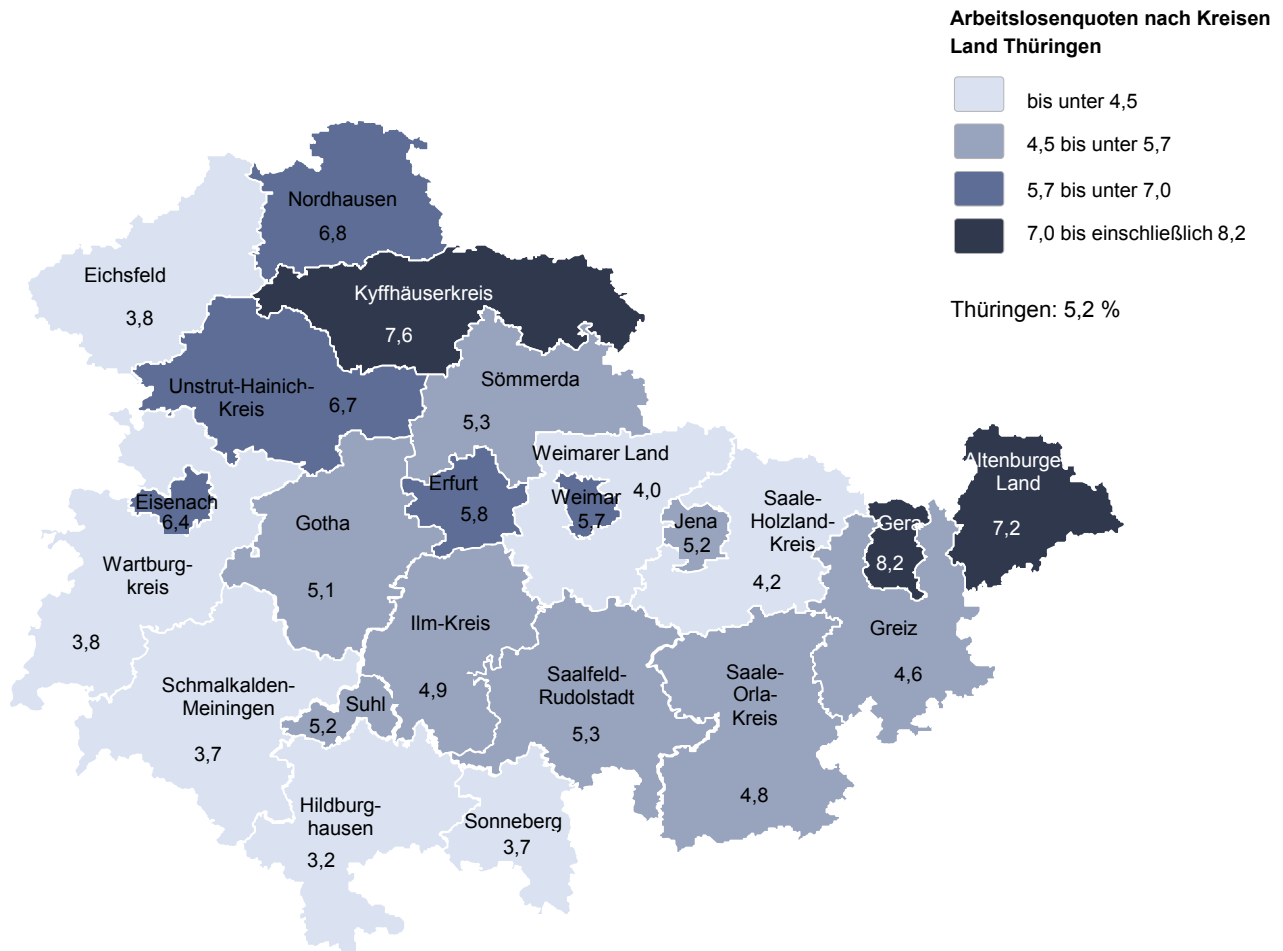 Arbeitslosenquoten nach Kreisen
Land Thüringen
bis unter 4,5
4,5 bis unter 5,7
5,7 bis unter 7,0
7,0 bis einschließlich 8,2
Thüringen: 5,2 %
Nordhausen
6,8
Eichsfeld
3,8
Kyffhäuserkreis
7,6
Unstrut-Hainich-
Kreis
6,7
Sömmerda
5,3
Weimarer Land
4,0
Altenburger
Land
7,2
Eisenach
6,4
Gotha
5,1
Erfurt
5,8
Weimar
5,7
Jena
5,2
Saale-
Holzland-
Kreis
4,2
Gera
8,2
Wartburg-
kreis
3,8
Ilm-Kreis
4,9
Greiz
4,6
Schmalkalden-
Meiningen
3,7
Suhl
5,2
Saalfeld-
Rudolstadt
5,3
Saale-
Orla-
Kreis
4,8
Hildburg-
hausen
3,2
Sonneberg
3,7